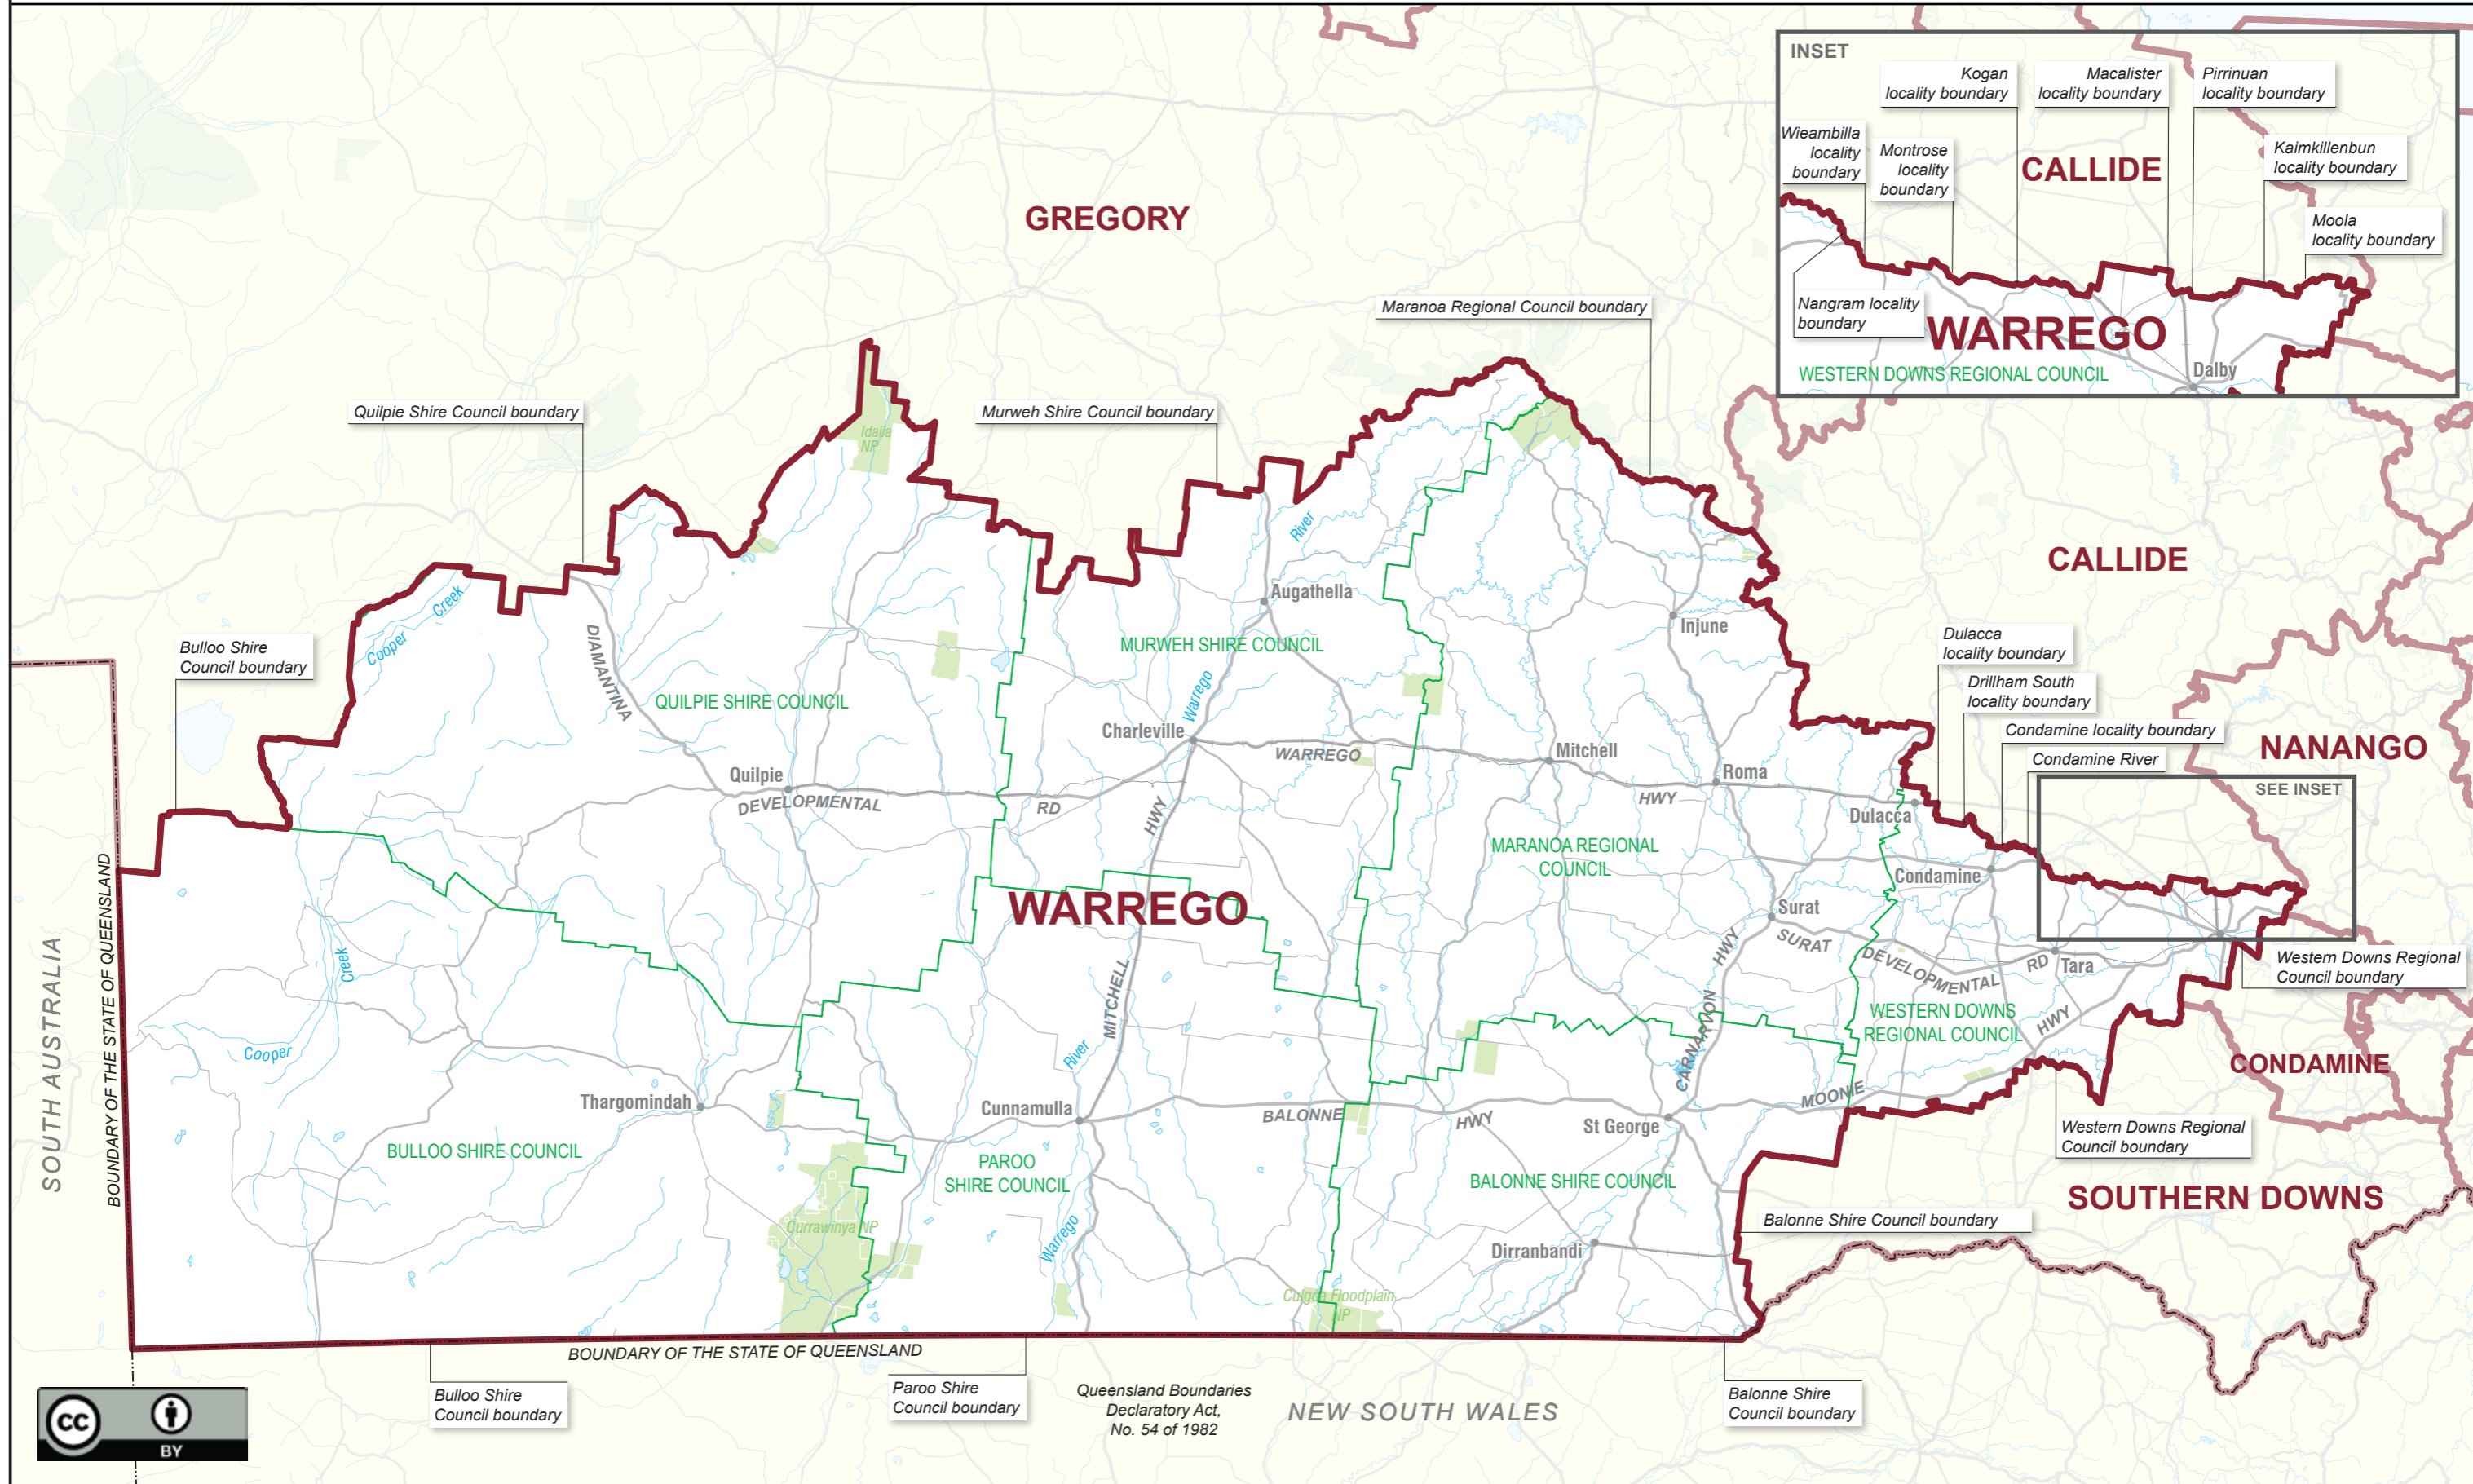 INSET
Kogan
locality boundary
Macalister
locality boundary
Pirrinuan
locality boundary
Wieambilla
locality
boundary
Montrose
locality
boundary
CALLIDE
Kaimkillenbun
locality boundary
Moola
locality boundary
Nangram locality
boundary
WARREGO
WESTERN DOWNS REGIONAL COUNCIL
Dalby
GREGORY
Maranoa Regional Council boundary
Quilpie Shire Council boundary
Murweh Shire Council boundary
Idalia
NP
River
CALLIDE
Cooper
Creek
Augathella
Injune
Bulloo Shire
Council boundary
DIAMANTINA
MURWEH SHIRE COUNCIL
Dulacca
locality boundary
Drillham South
locality boundary
QUILPIE SHIRE COUNCIL
Warrego
Charleville
WARREGO
Mitchell
Condamine locality boundary
Condamine River
NANANGO
SEE INSET
Quilpie
DEVELOPMENTAL
RD
HWY
Roma
HWY
Dulacca
MARANOA REGIONAL
COUNCIL
WARREGO
Condamine
Surat
SURAT
DEVELOPMENTAL
RD
Tara
HWY
Western Downs Regional
Council boundary
SOUTH AUSTRALIA
BOUNDARY OF THE STATE OF QUEENSLAND
Creek
Cooper
MITCHELL
River
CARNARVON
WESTERN DOWNS
REGIONAL COUNCIL
HWY
CONDAMINE
Thargomindah
Cunnamulla
BALONNE
HWY
St George
MOONIE
Western Downs Regional
Council boundary
BULLOO SHIRE COUNCIL
PAROO
SHIRE COUNCIL
BALONNE SHIRE COUNCIL
SOUTHERN DOWNS
Currawinya NP
Warrego
Dirranbandi
Balonne Shire Council boundary
Culgoa Floodplain
NP
BOUNDARY OF THE STATE OF QUEENSLAND
Bulloo Shire
Council boundary
Paroo Shire
Council boundary
Queensland Boundaries
Declaratory Act,
No. 54 of 1982
NEW SOUTH WALES
Balonne Shire
Council boundary
cc
BY